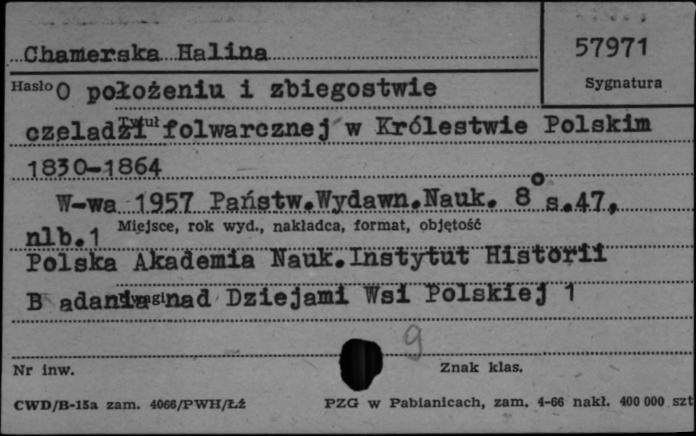 Chamerska Halina
57971
Sygnatura
Hasło O położeniu i zbiegostwie
Tytuł
czeladzi folwarcznej w Królestwie Polskim
1830-1864
W-wa 1957 Państw.Wydawn.Nauk. 8° s.47,
Miejsce, rok wyd., nakładca, format, objętość
nlb.1
Polska Akademia Nauk.Instytut Historii
Uwagi
B adania nad Dziejami Wsi Polskiej 1
9
Nr inw.
Znak klas.
CWD/B-15a zam. 4066/PWH/Łź
PZG w Pabianicach, zam. 4-66 nakł. 400 000 szt